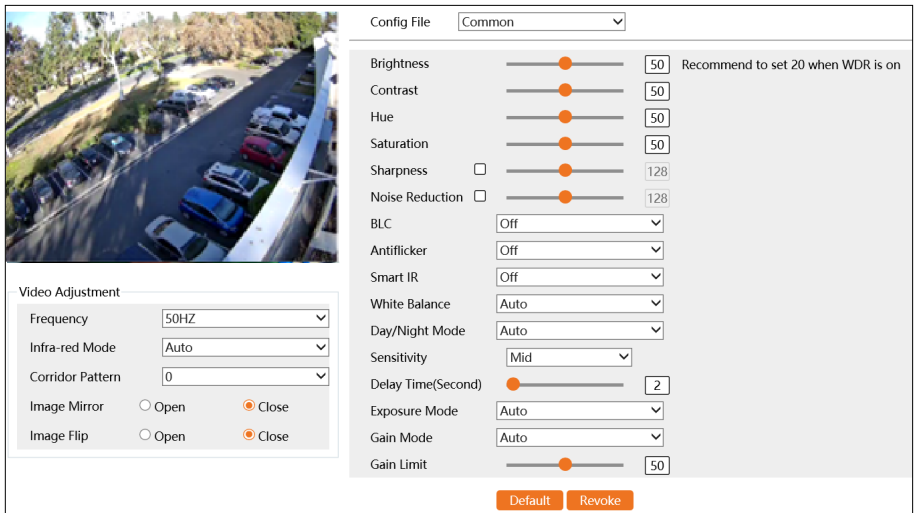 Config File Common
Brightness 50 Recommend to set 20 when WDR is on
Contrast 50
Hue 50
Saturation 50
Sharpness 128
Noise Reduction 128
BLC Off
Antiflicker Off
Smart IR Off
White Balance Auto
Day/Night Mode Auto
Sensitivity Mid
Delay Time(Second) 2
Exposure Mode Auto
Gain Mode Auto
Gain Limit 50
Default Revoke
Video Adjustment
Frequency 50HZ
Infra-red Mode Auto
Corridor Pattern 0
Image Mirror Open Close
Image Flip Open Close